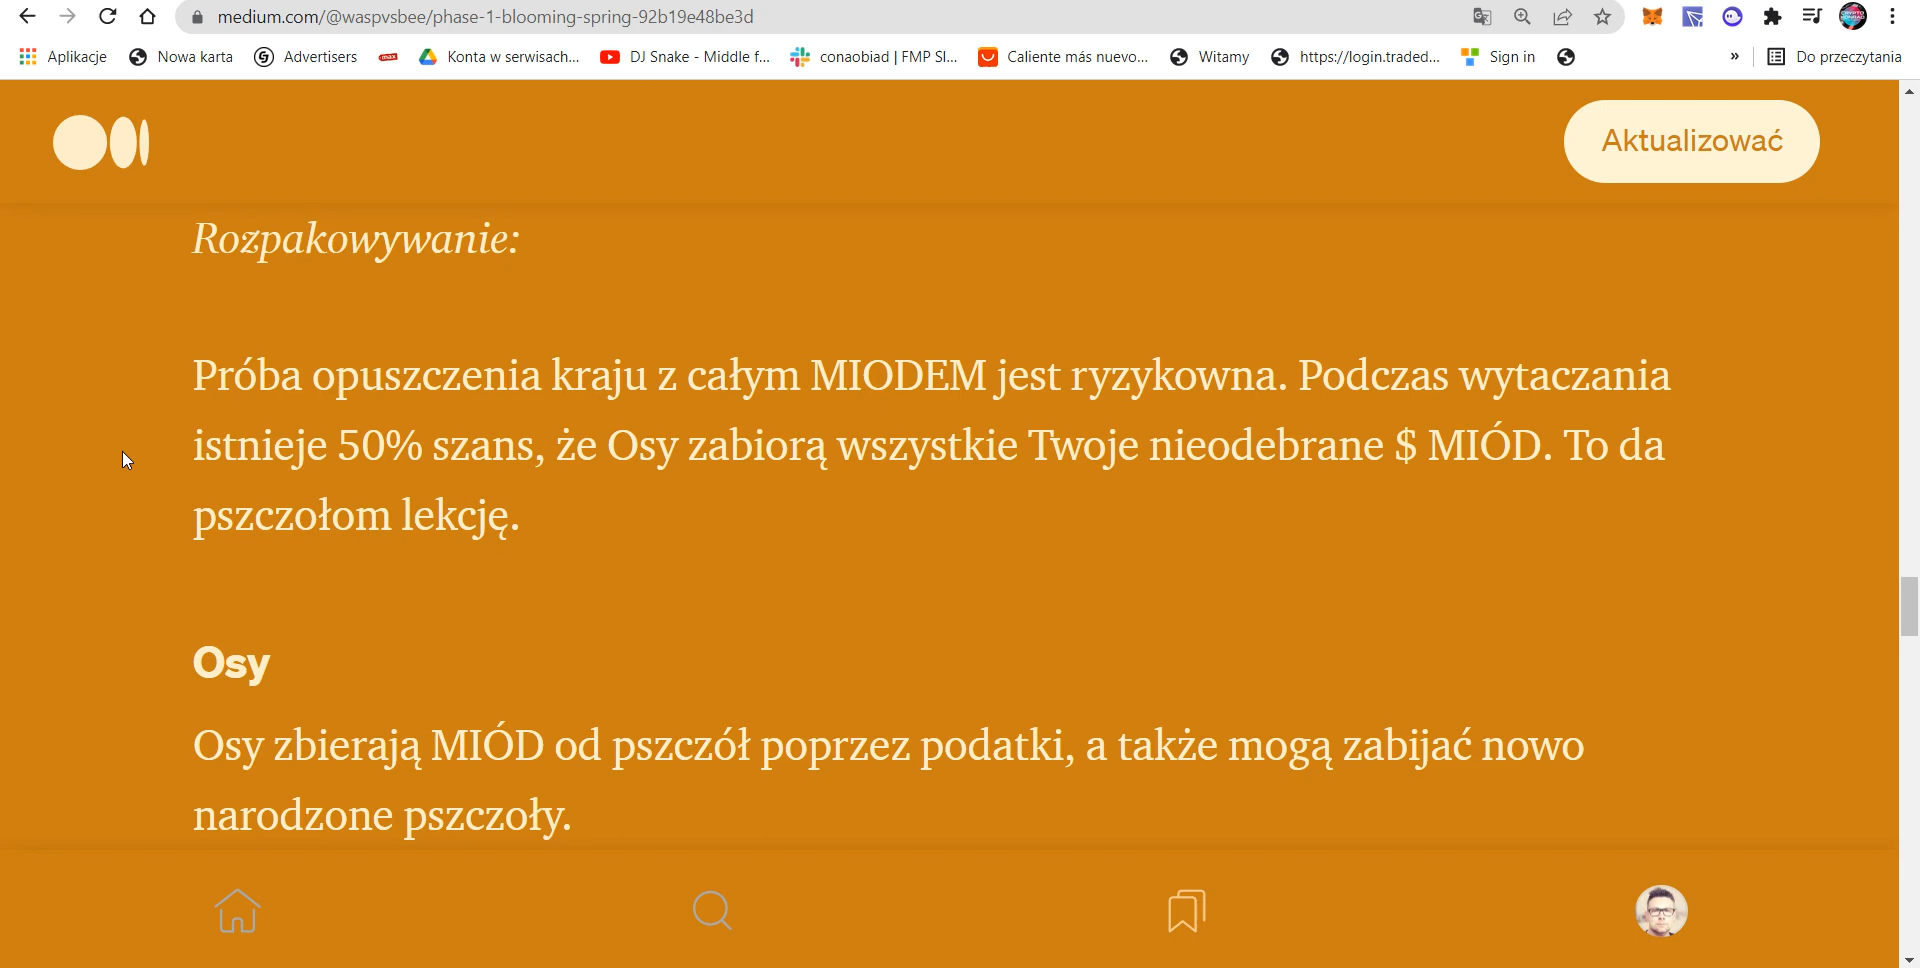 medium.com/@waspvsbee/phase-1-blooming-spring-92b19e48be3d
Aplikacje Nowa karta Advertisers max Konta w serwisach... DJ Snake - Middle f... conaobiad | FMP Sl... Caliente más nuevo... Witamy https://login.traded... Sign in » Do przeczytania
Aktualizować
Rozpakowywanie:
Próba opuszczenia kraju z całym MIODEM jest ryzykowna. Podczas wytaczania
istnieje 50% szans, że Osy zabiorą wszystkie Twoje nieodebrane $ MIÓD. To da
pszczołom lekcję.
Osy
Osy zbierają MIÓD od pszczół poprzez podatki, a także mogą zabijać nowo
narodzone pszczoły.